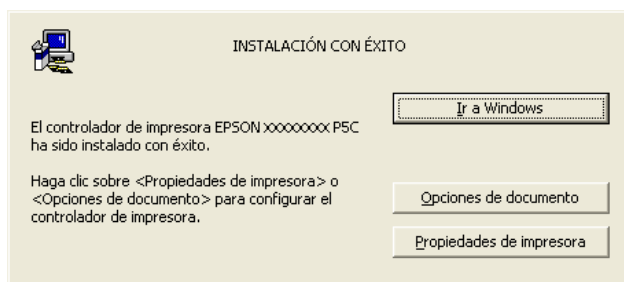 INSTALACIÓN CON ÉXITO
Ir a Windows
El controlador de impresora EPSON XXXXXXXX P5C
ha sido instalado con éxito.
Haga clic sobre <Propiedades de impresora> o
<Opciones de documento> para configurar el
controlador de impresora.
Opciones de documento
Propiedades de impresora